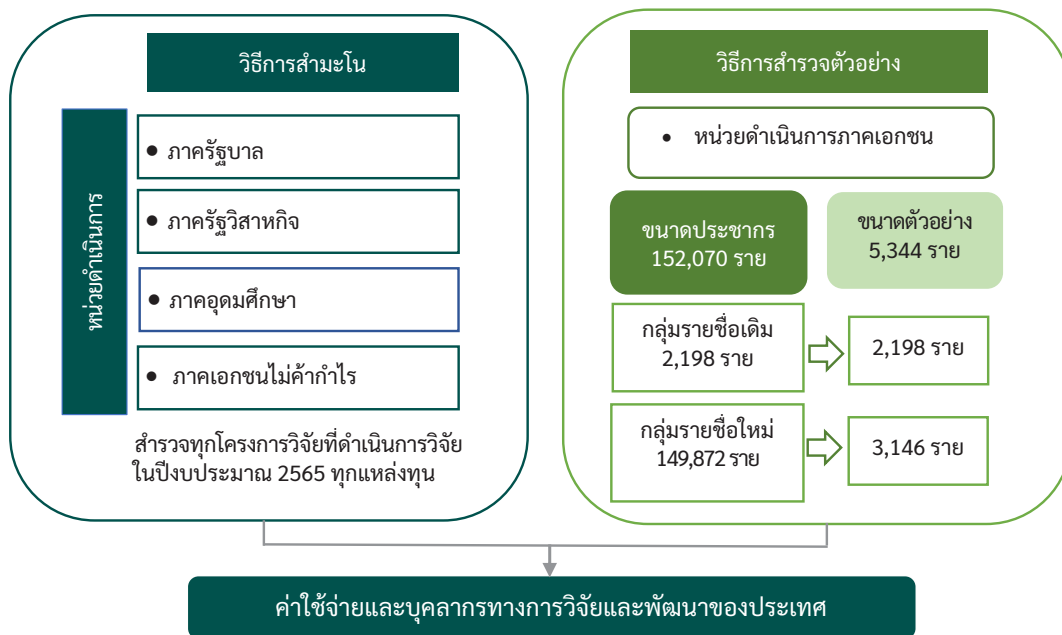 วิธีการสำมะโน
หน่วยดำเนินการ
• ภาครัฐบาล
• ภาครัฐวิสาหกิจ
• ภาคอุดมศึกษา
• ภาคเอกชนไม่ค้ากำไร
สำรวจทุกโครงการวิจัยที่ดำเนินการวิจัย
ในปีงบประมาณ 2565 ทุกแหล่งทุน
วิธีการสำรวจตัวอย่าง
• หน่วยดำเนินการภาคเอกชน
ขนาดประชากร
152,070 ราย
ขนาดตัวอย่าง
5,344 ราย
กลุ่มรายชื่อเดิม
2,198 ราย
2,198 ราย
กลุ่มรายชื่อใหม่
149,872 ราย
3,146 ราย
ค่าใช้จ่ายและบุคลากรทางการวิจัยและพัฒนาของประเทศ